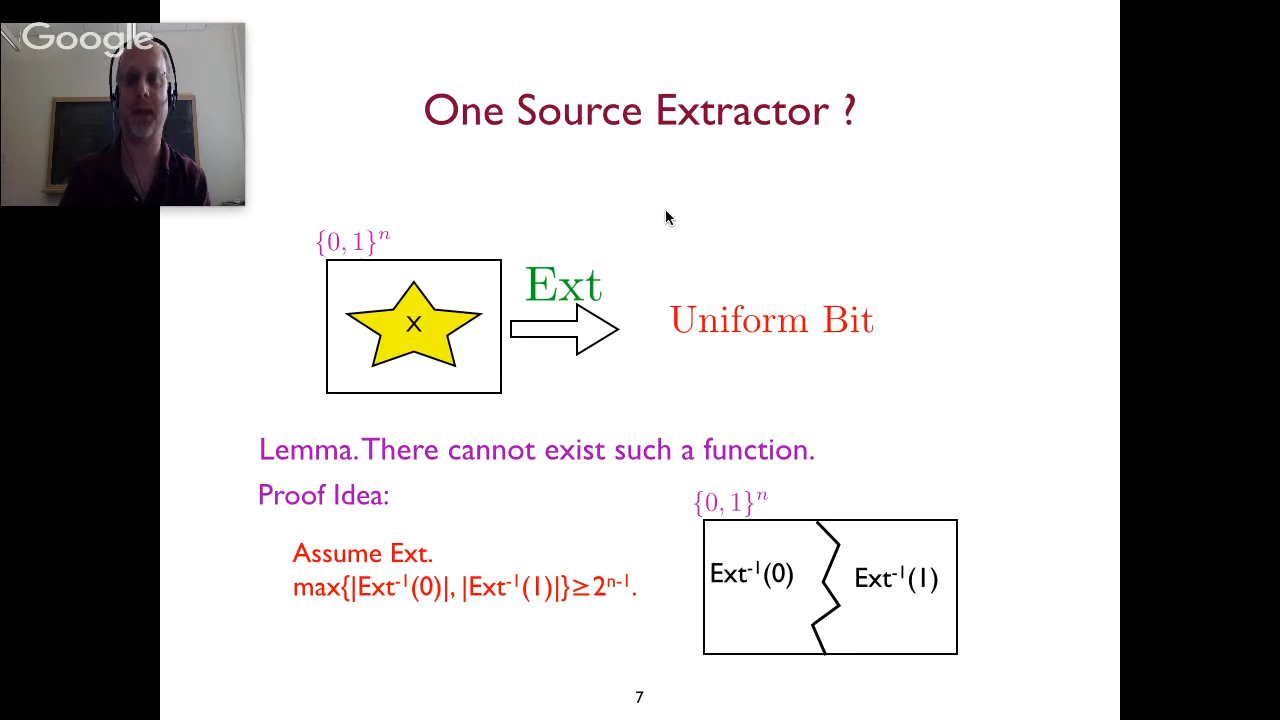 Google
One Source Extractor ?
{0, 1}ⁿ
X
Ext
Uniform Bit
Lemma. There cannot exist such a function.
Proof Idea:
{0, 1}ⁿ
Assume Ext.
max{|Ext⁻¹(0)|, |Ext⁻¹(1)|}≥2ⁿ⁻¹.
Ext⁻¹(0)
Ext⁻¹(1)
7